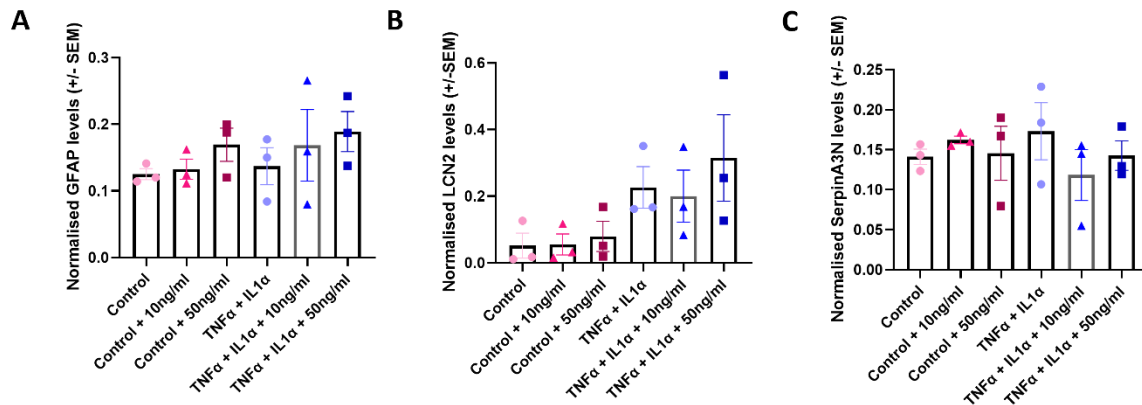 A
Normalised GFAP levels (+/- SEM)
0.3
0.2
0.1
0.0
Control
Control + 10ng/ml
Control + 50ng/ml
TNFα + IL1α
TNFα + IL1α + 10ng/ml
TNFα + IL1α + 50ng/ml
B
Normalised LCN2 levels (+/-SEM)
0.6
0.4
0.2
0.0
Control
Control + 10ng/ml
Control + 50ng/ml
TNFα + IL1α
TNFα + IL1α + 10ng/ml
TNFα + IL1α + 50ng/ml
C
Normalised SerpinA3N levels (+/- SEM)
0.25
0.20
0.15
0.10
0.05
0.00
Control
Control + 10ng/ml
Control + 50ng/ml
TNFα + IL1α
TNFα + IL1α + 10ng/ml
TNFα + IL1α + 50ng/ml